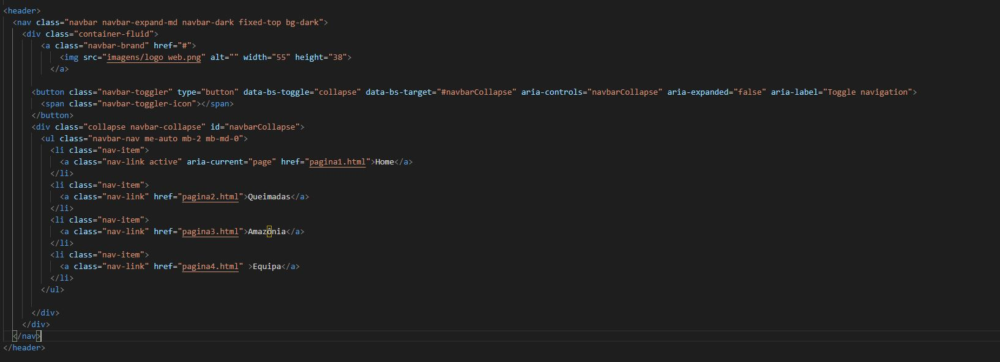 <header>
<nav class="navbar navbar-expand-md navbar-dark fixed-top bg-dark">
<div class="container-fluid">
<a class="navbar-brand" href="#">
<img src="imagens/logo web.png" alt="" width="55" height="38">
</a>
<button class="navbar-toggler" type="button" data-bs-toggle="collapse" data-bs-target="#navbarCollapse" aria-controls="navbarCollapse" aria-expanded="false" aria-label="Toggle navigation">
<span class="navbar-toggler-icon"></span>
</button>
<div class="collapse navbar-collapse" id="navbarCollapse">
<ul class="navbar-nav me-auto mb-2 mb-md-0">
<li class="nav-item">
<a class="nav-link active" aria-current="page" href="pagina1.html">Home</a>
</li>
<li class="nav-item">
<a class="nav-link" href="pagina2.html">Queimadas</a>
</li>
<li class="nav-item">
<a class="nav-link" href="pagina3.html">Amazônia</a>
</li>
<li class="nav-item">
<a class="nav-link" href="pagina4.html" >Equipa</a>
</li>
</ul>
</div>
</div>
</nav>
</header>